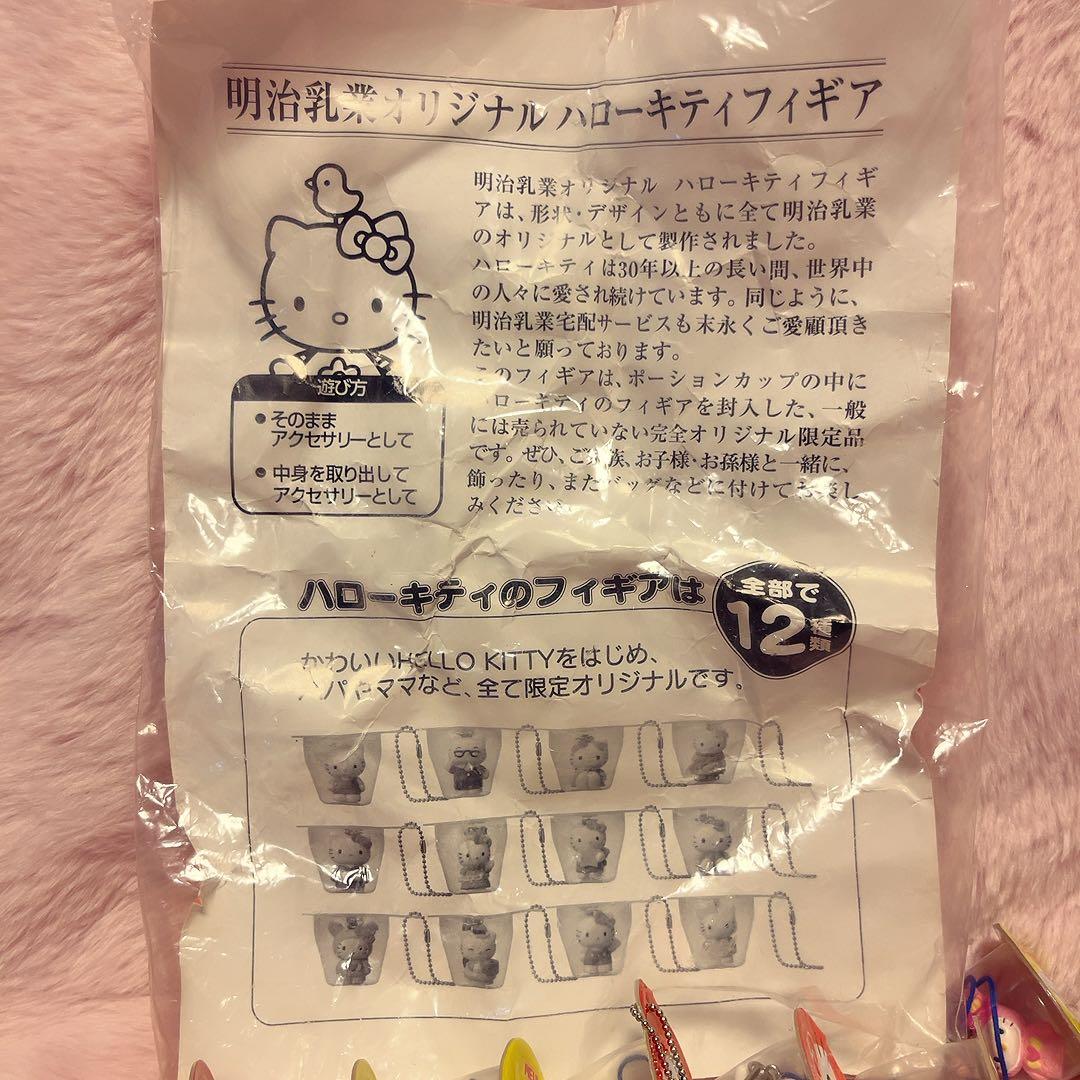 明治乳業オリジナル ハローキティフィギア
明治乳業オリジナル ハローキティフィギ
アは、形状・デザインともに全て明治乳業
のオリジナルとして製作されました。
ハローキティは30年以上の長い間、世界中
の人々に愛され続けています。同じように、
明治乳業宅配サービスも末永くご愛顧頂き
たいと願っております。
このフィギアは、ポーションカップの中に
ハローキティのフィギアを封入した、一般
には売られていない完全オリジナル限定品
です。ぜひ、ご家族、お子様・お孫様と一緒に、
飾ったり、またバッグなどに付けてお楽し
みください。
遊び方
● そのまま
アクセサリーとして
● 中身を取り出して
アクセサリーとして
ハローキティのフィギアは
全部で
12種類
かわいいHELLO KITTYをはじめ、
パパやママなど、全て限定オリジナルです。